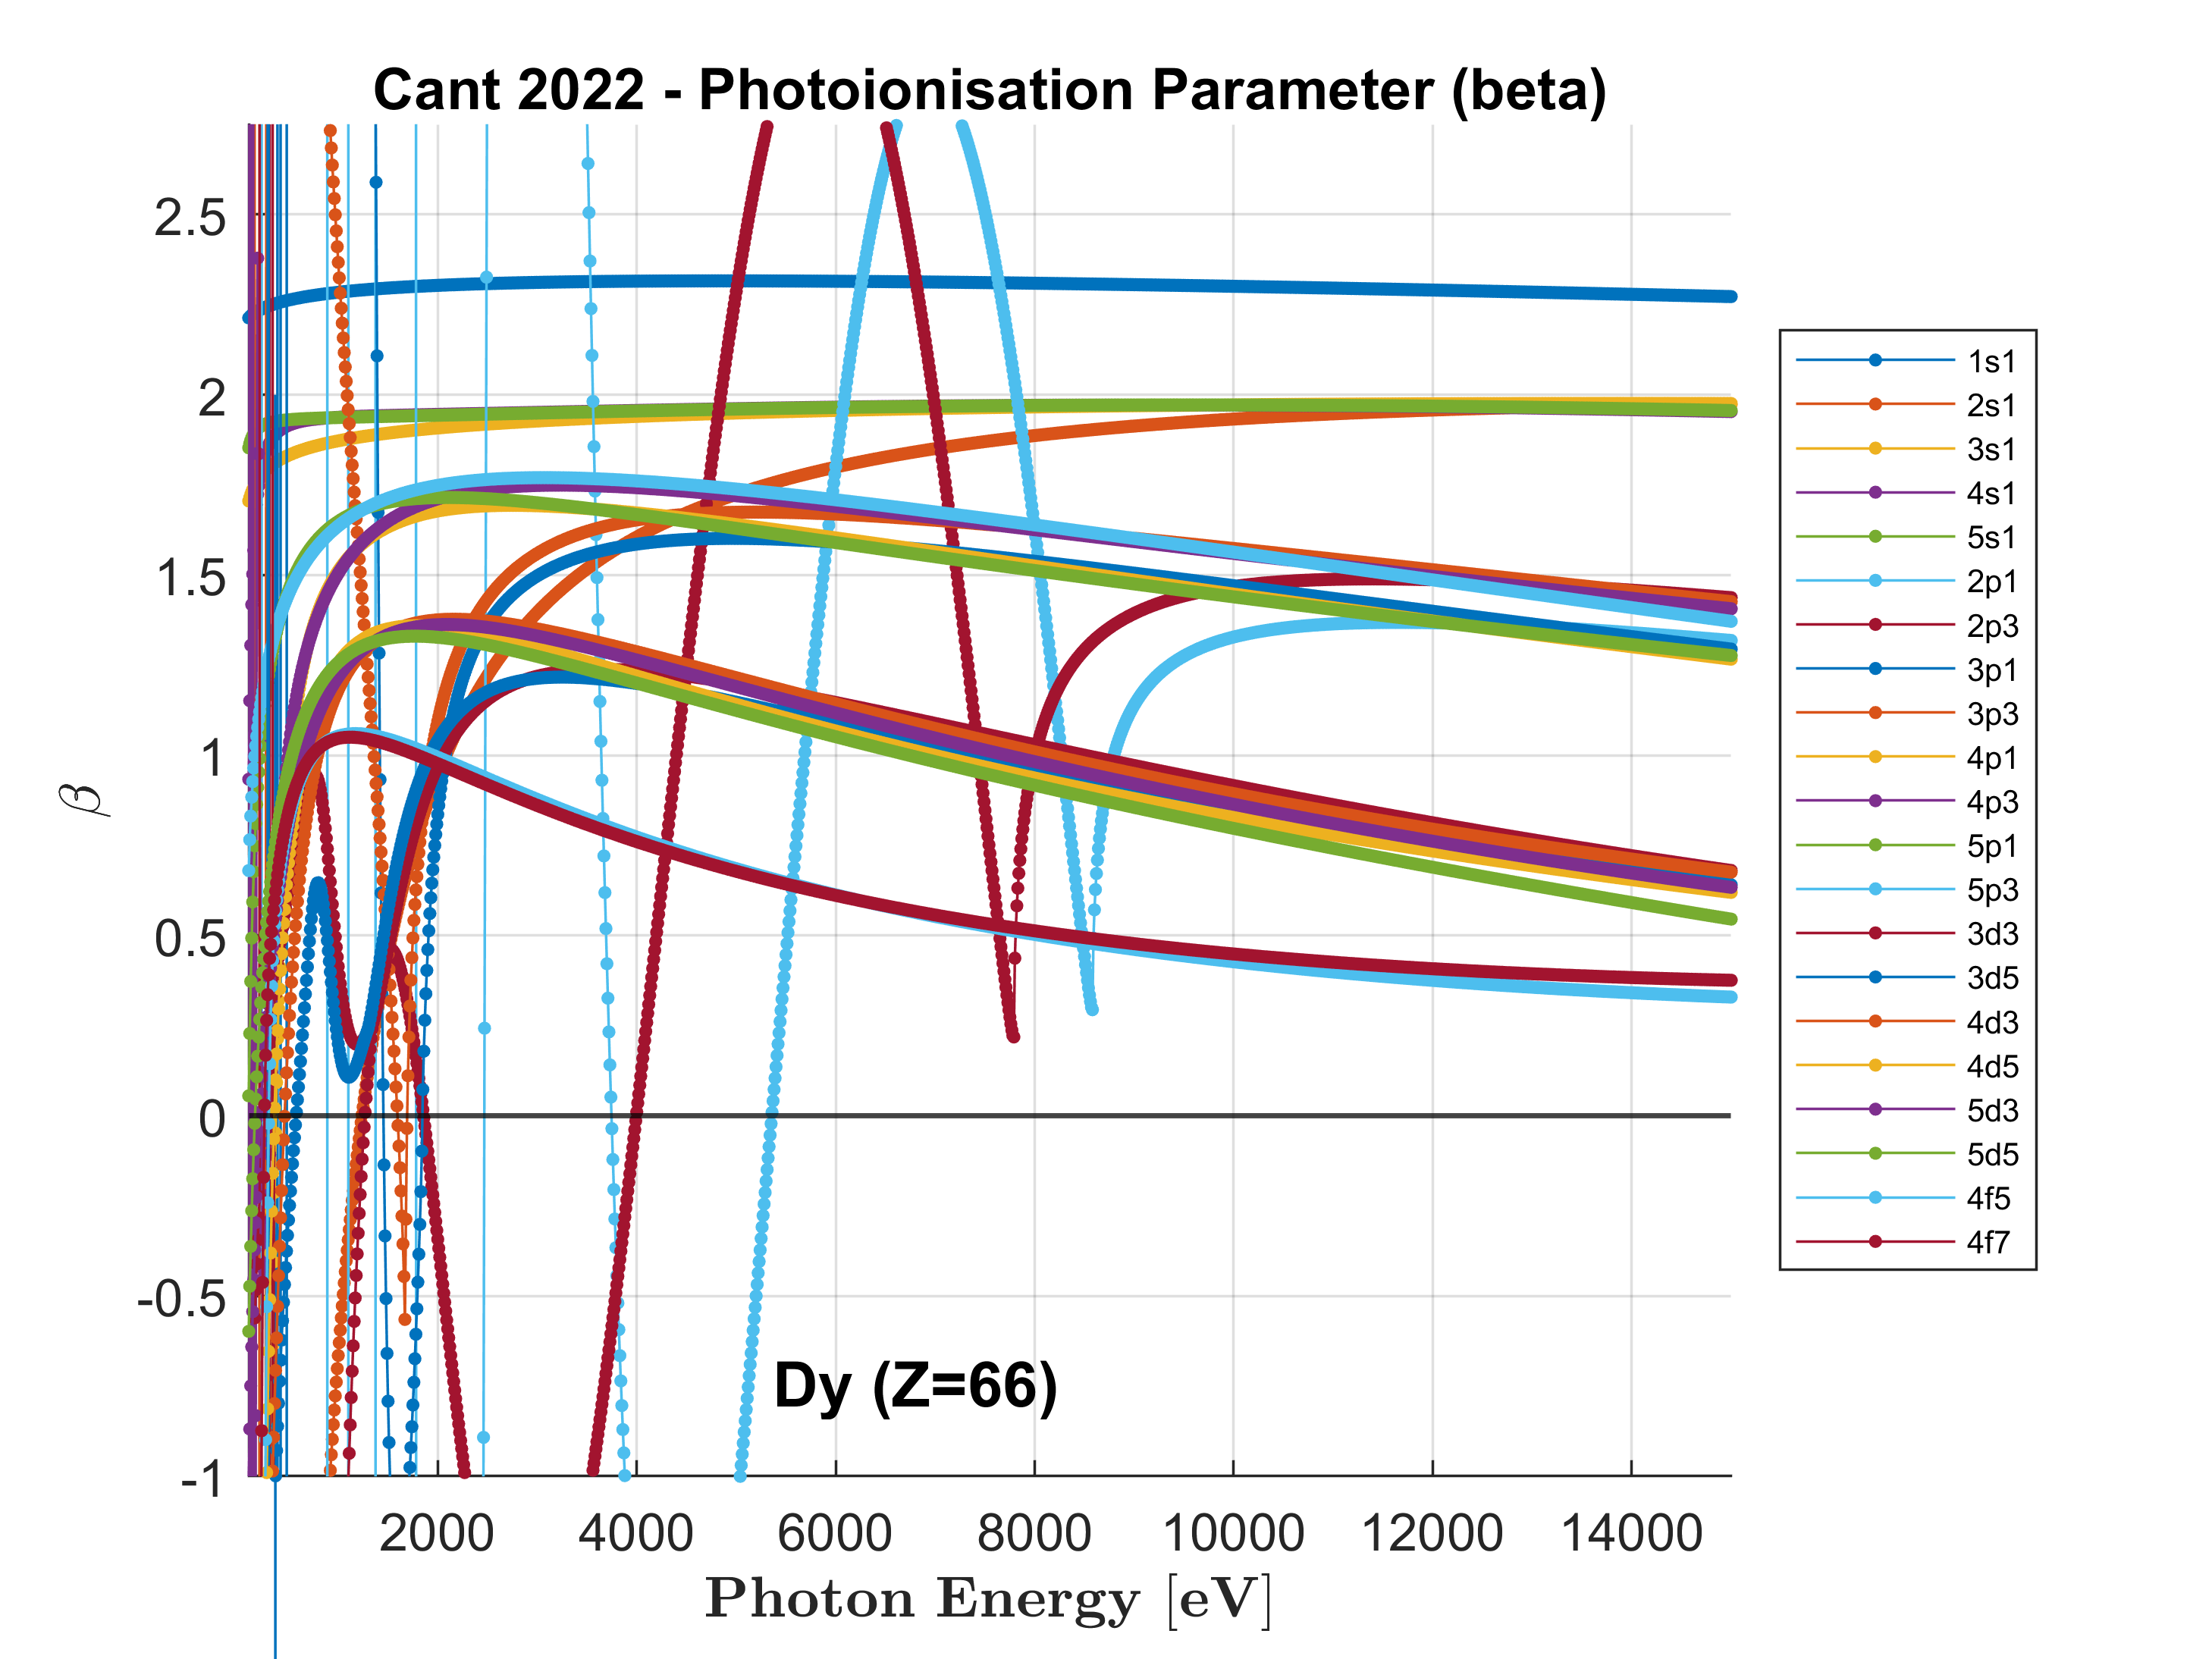 Cant 2022 - Photoionisation Parameter (beta)
2.5
2
1.5
1
0.5
0
-0.5
-1
β
2000 4000 6000 8000 10000 12000 14000
Photon Energy [eV]
Dy (Z=66)
1s1
2s1
3s1
4s1
5s1
2p1
2p3
3p1
3p3
4p1
4p3
5p1
5p3
3d3
3d5
4d3
4d5
5d3
5d5
4f5
4f7